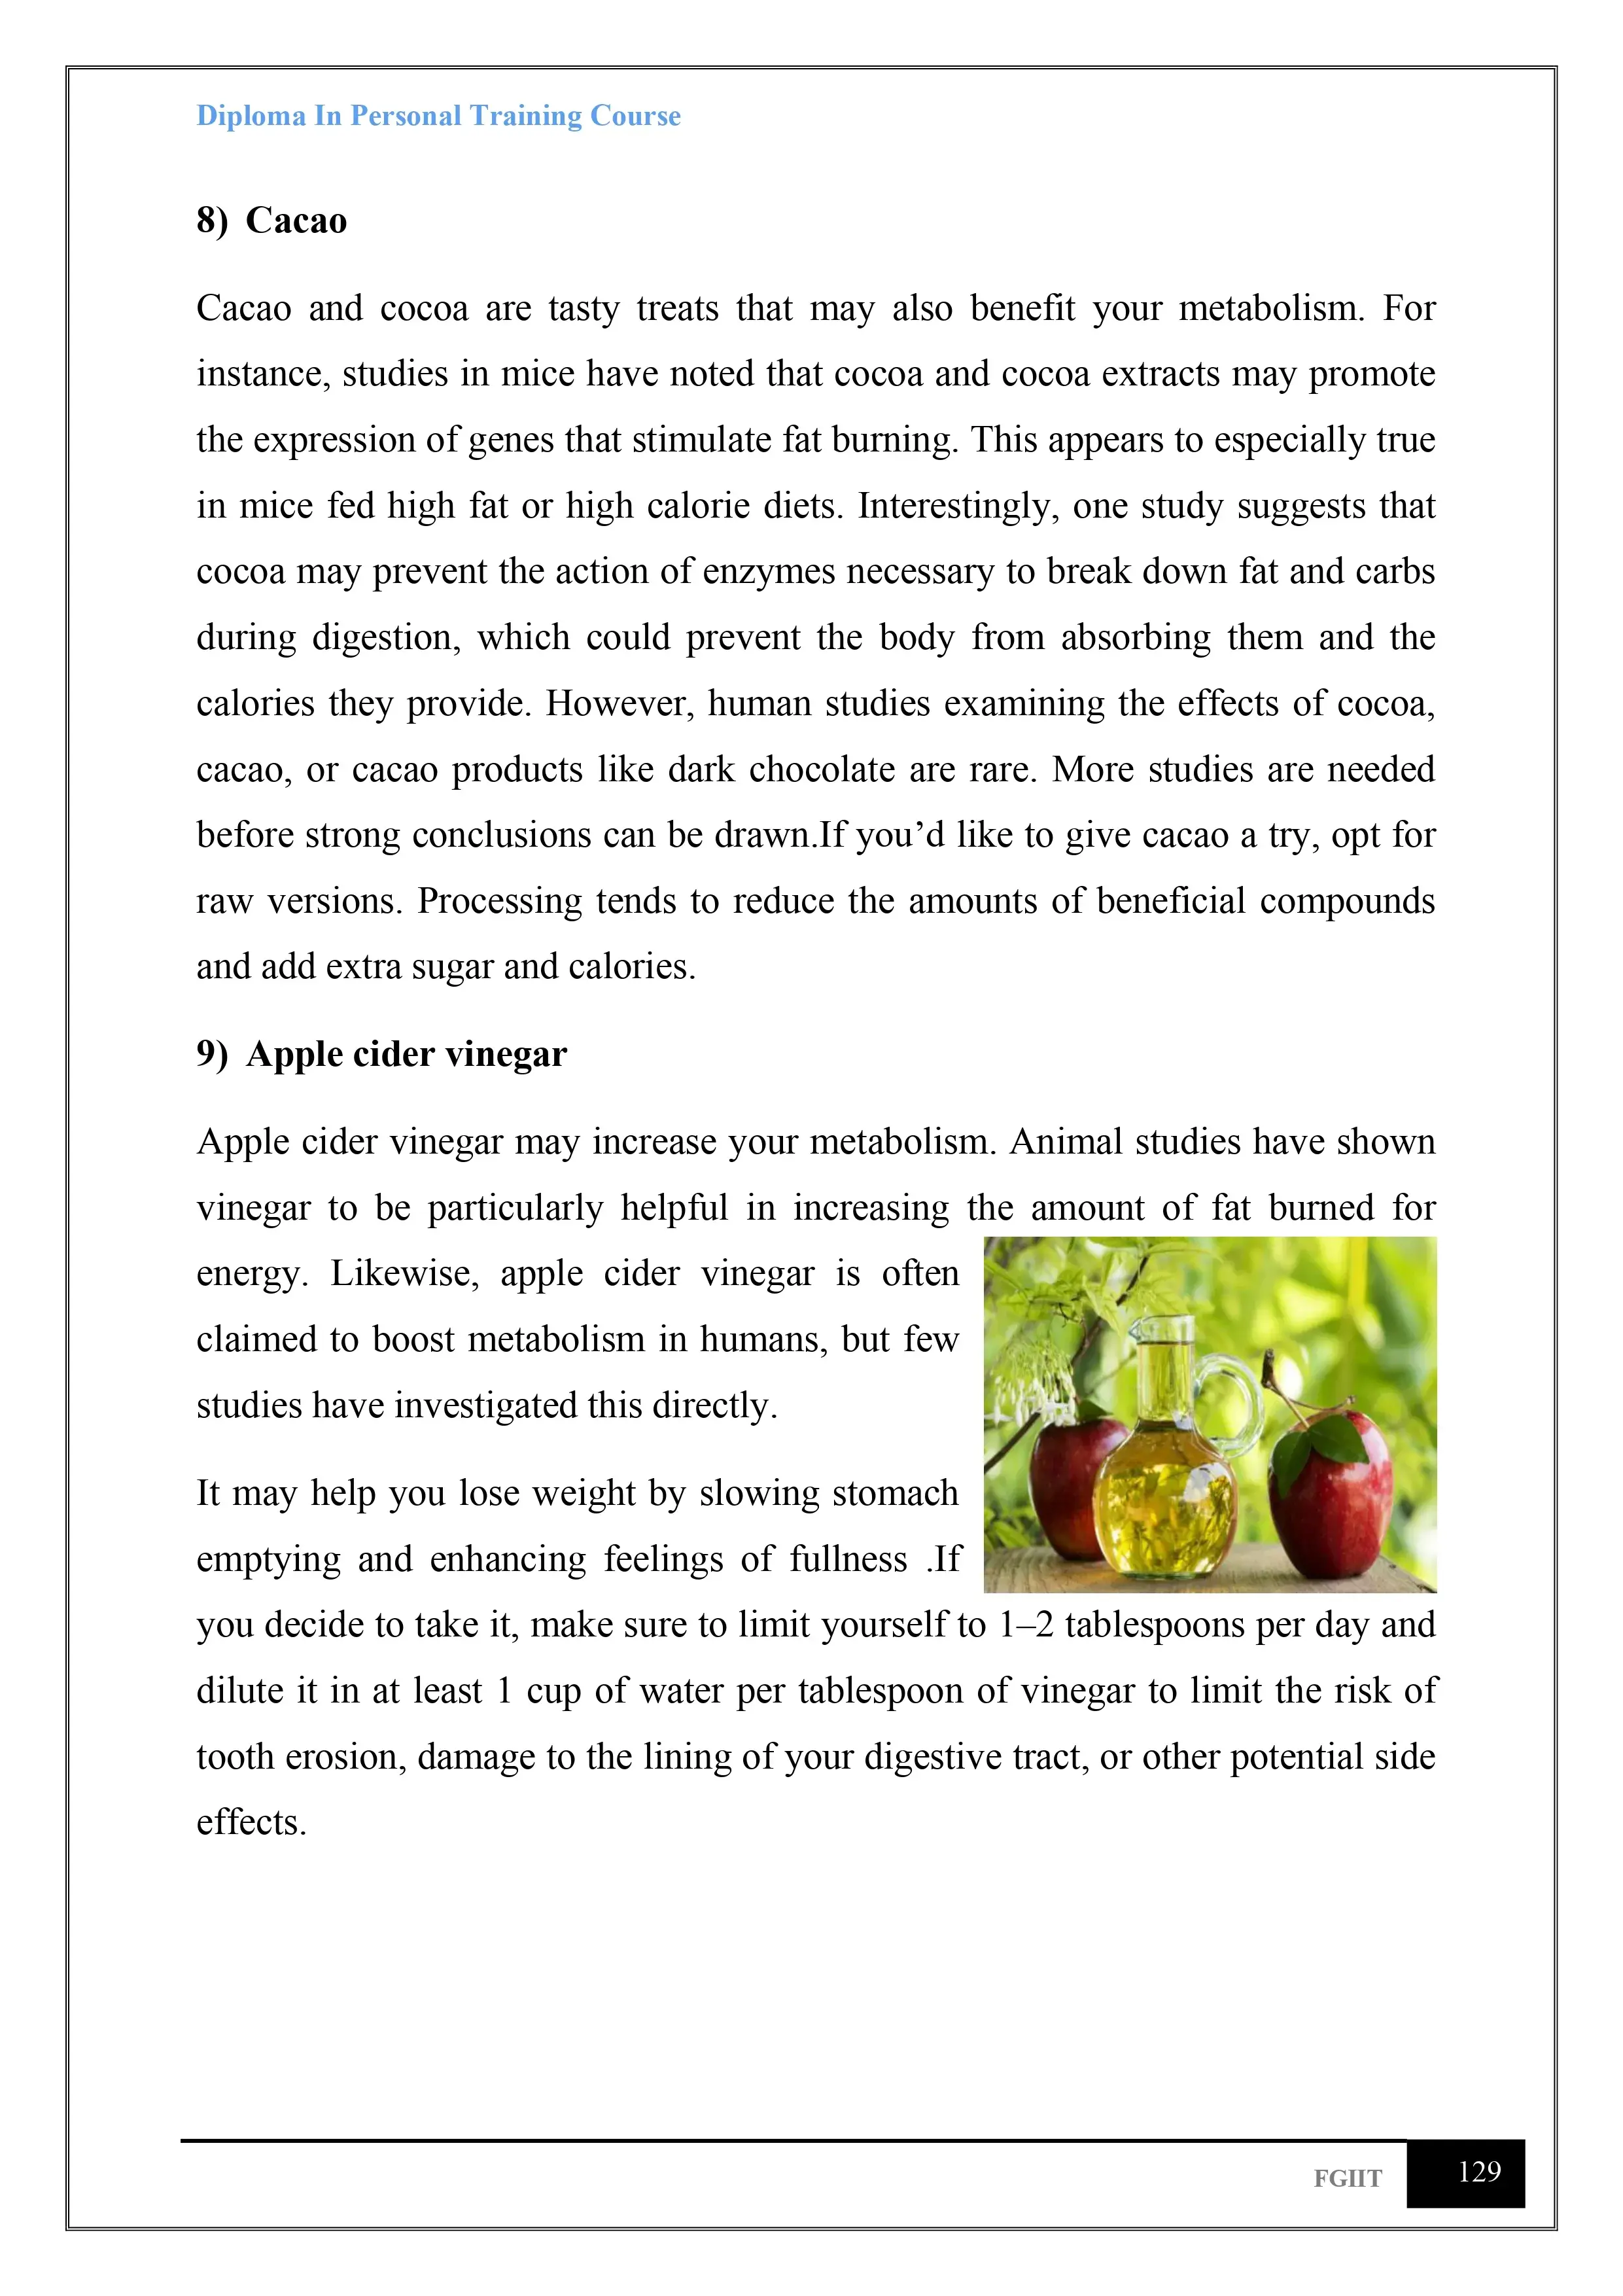 Diploma In Personal Training Course
8) Cacao
Cacao and cocoa are tasty treats that may also benefit your metabolism. For
instance, studies in mice have noted that cocoa and cocoa extracts may promote
the expression of genes that stimulate fat burning. This appears to especially true
in mice fed high fat or high calorie diets. Interestingly, one study suggests that
cocoa may prevent the action of enzymes necessary to break down fat and carbs
during digestion, which could prevent the body from absorbing them and the
calories they provide. However, human studies examining the effects of cocoa,
cacao, or cacao products like dark chocolate are rare. More studies are needed
before strong conclusions can be drawn.If you’d like to give cacao a try, opt for
raw versions. Processing tends to reduce the amounts of beneficial compounds
and add extra sugar and calories.
9) Apple cider vinegar
Apple cider vinegar may increase your metabolism. Animal studies have shown
vinegar to be particularly helpful in increasing the amount of fat burned for
energy. Likewise, apple cider vinegar is often
claimed to boost metabolism in humans, but few
studies have investigated this directly.
It may help you lose weight by slowing stomach
emptying and enhancing feelings of fullness .If
you decide to take it, make sure to limit yourself to 1–2 tablespoons per day and
dilute it in at least 1 cup of water per tablespoon of vinegar to limit the risk of
tooth erosion, damage to the lining of your digestive tract, or other potential side
effects.
FGIIT
129